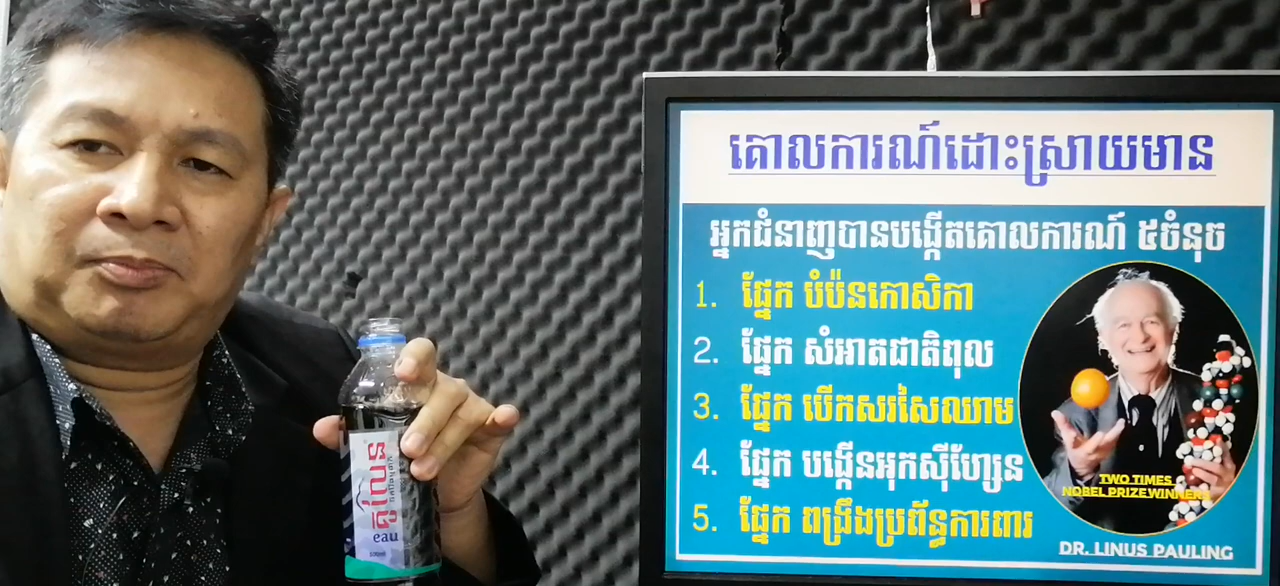 គោលការណ៍ដោះស្រាយមាន
អ្នកជំនាញបានបង្កើតគោលការណ៍ ៥ចំនុច
1. ផ្នែក បំប៉នកោសិកា
2. ផ្នែក សំអាតជាតិពុល
3. ផ្នែក បើកសរសៃឈាម
4. ផ្នែក បង្កើនអុកស៊ីហ្សែន
5. ផ្នែក ពង្រឹងប្រព័ន្ធការពារ
TWO TIMES
NOBEL PRIZE WINNERS
DR. LINUS PAULING
eau